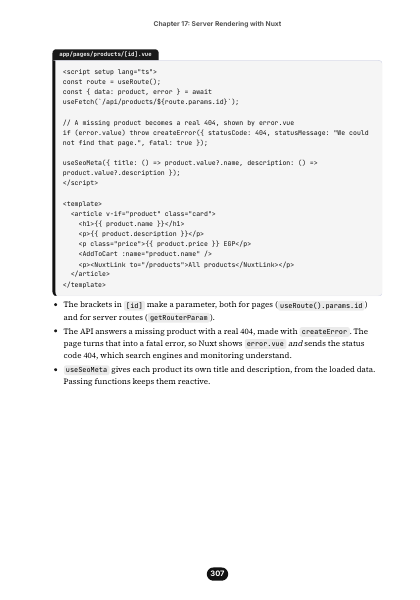 Chapter 17: Server Rendering with Nuxt
app/pages/products/[id].vue
<script setup lang="ts">
const route = useRoute();
const { data: product, error } = await
useFetch(`/api/products/${route.params.id}`);

// A missing product becomes a real 404, shown by error.vue
if (error.value) throw createError({ statusCode: 404, statusMessage: "We could
not find that page.", fatal: true });

useSeoMeta({ title: () => product.value?.name, description: () =>
product.value?.description });
</script>

<template>
  <article v-if="product" class="card">
    <h1>{{ product.name }}</h1>
    <p>{{ product.description }}</p>
    <p class="price">{{ product.price }} EGP</p>
    <AddToCart :name="product.name" />
    <p><NuxtLink to="/products">All products</NuxtLink></p>
  </article>
</template>
• The brackets in [id] make a parameter, both for pages ( useRoute().params.id )
and for server routes ( getRouterParam ).
• The API answers a missing product with a real 404, made with createError . The
page turns that into a fatal error, so Nuxt shows error.vue and sends the status
code 404, which search engines and monitoring understand.
• useSeoMeta gives each product its own title and description, from the loaded data.
Passing functions keeps them reactive.
307